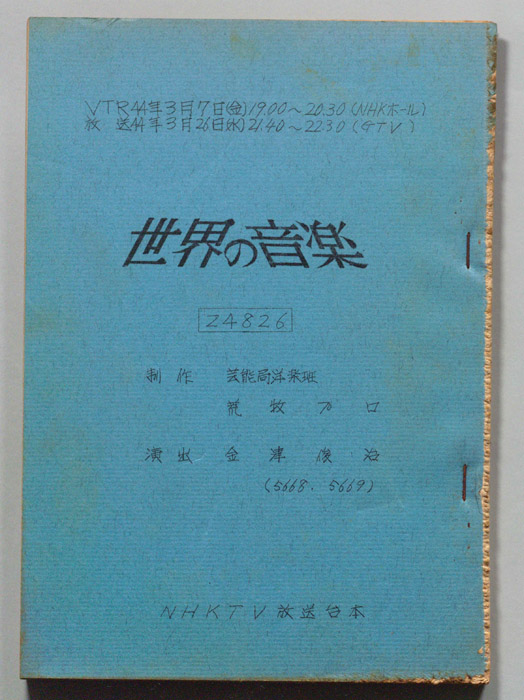 VTR44年3月7日(金)19.00～20.30(NHKホール)
放 送44年3月26日(水)21.40～22.30(GTV)
世界の音楽
Z4826
制作 芸能局洋楽班
荒牧プロ
演出 金津俊治
(5668、5669)
NHKTV放送台本